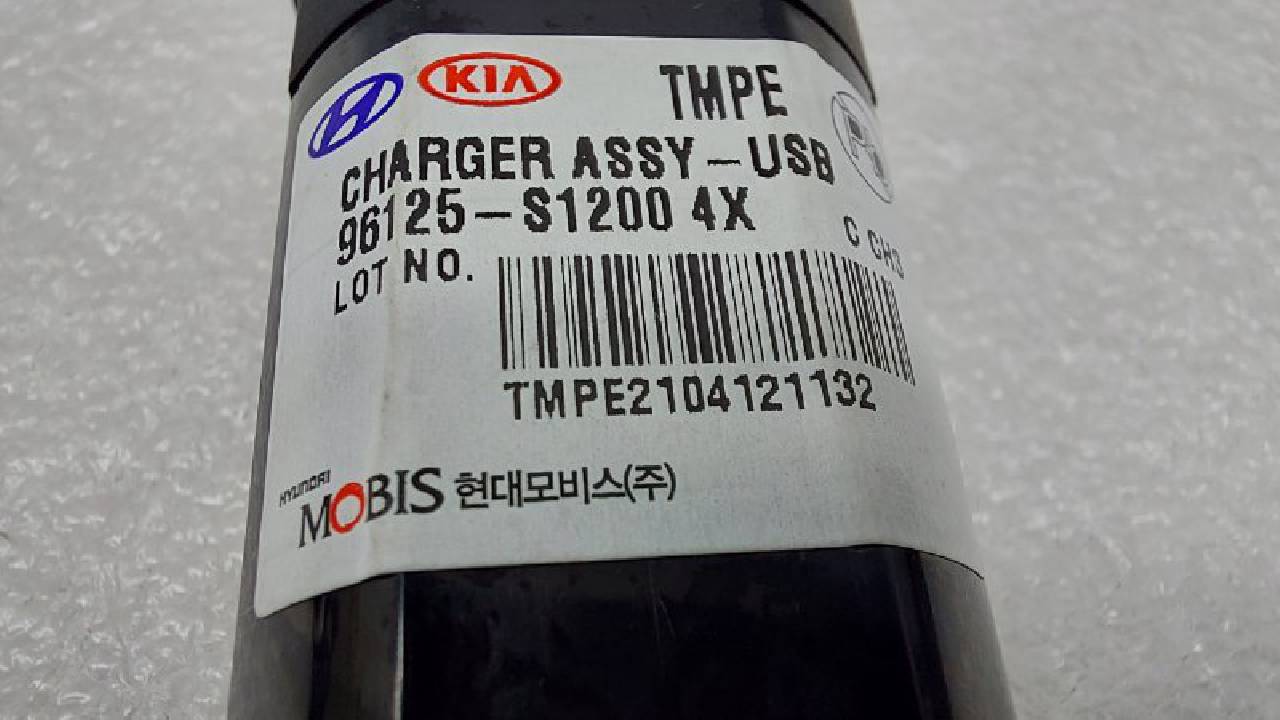 KIA TMPE
CHARGER ASSY-USB
96125-S1200 4X
C CHS
LOT NO.
TMPE2104121132
HYUNDAI
MOBIS 현대모비스(주)